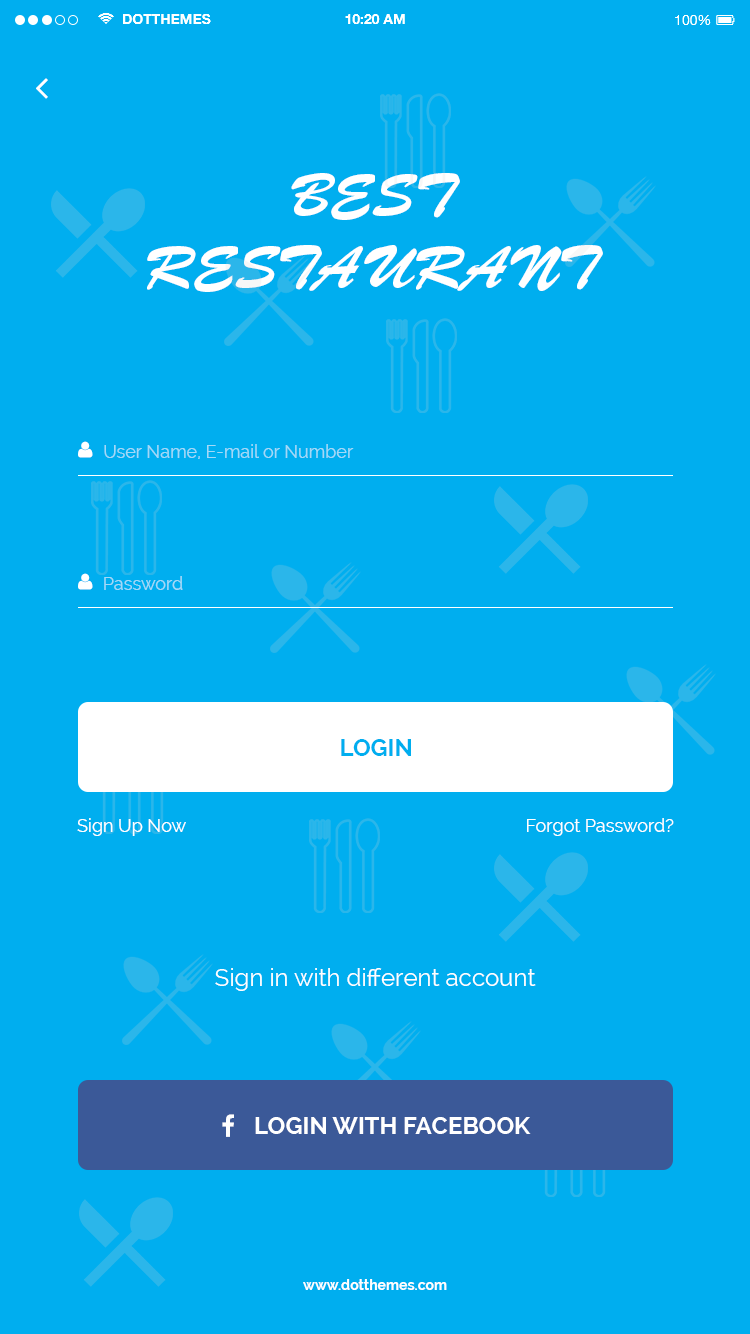 DOTTHEMES 10:20 AM 100%
BEST
RESTAURANT
User Name, E-mail or Number
Password
LOGIN
Sign Up Now Forgot Password?
Sign in with different account
f LOGIN WITH FACEBOOK
www.dotthemes.com